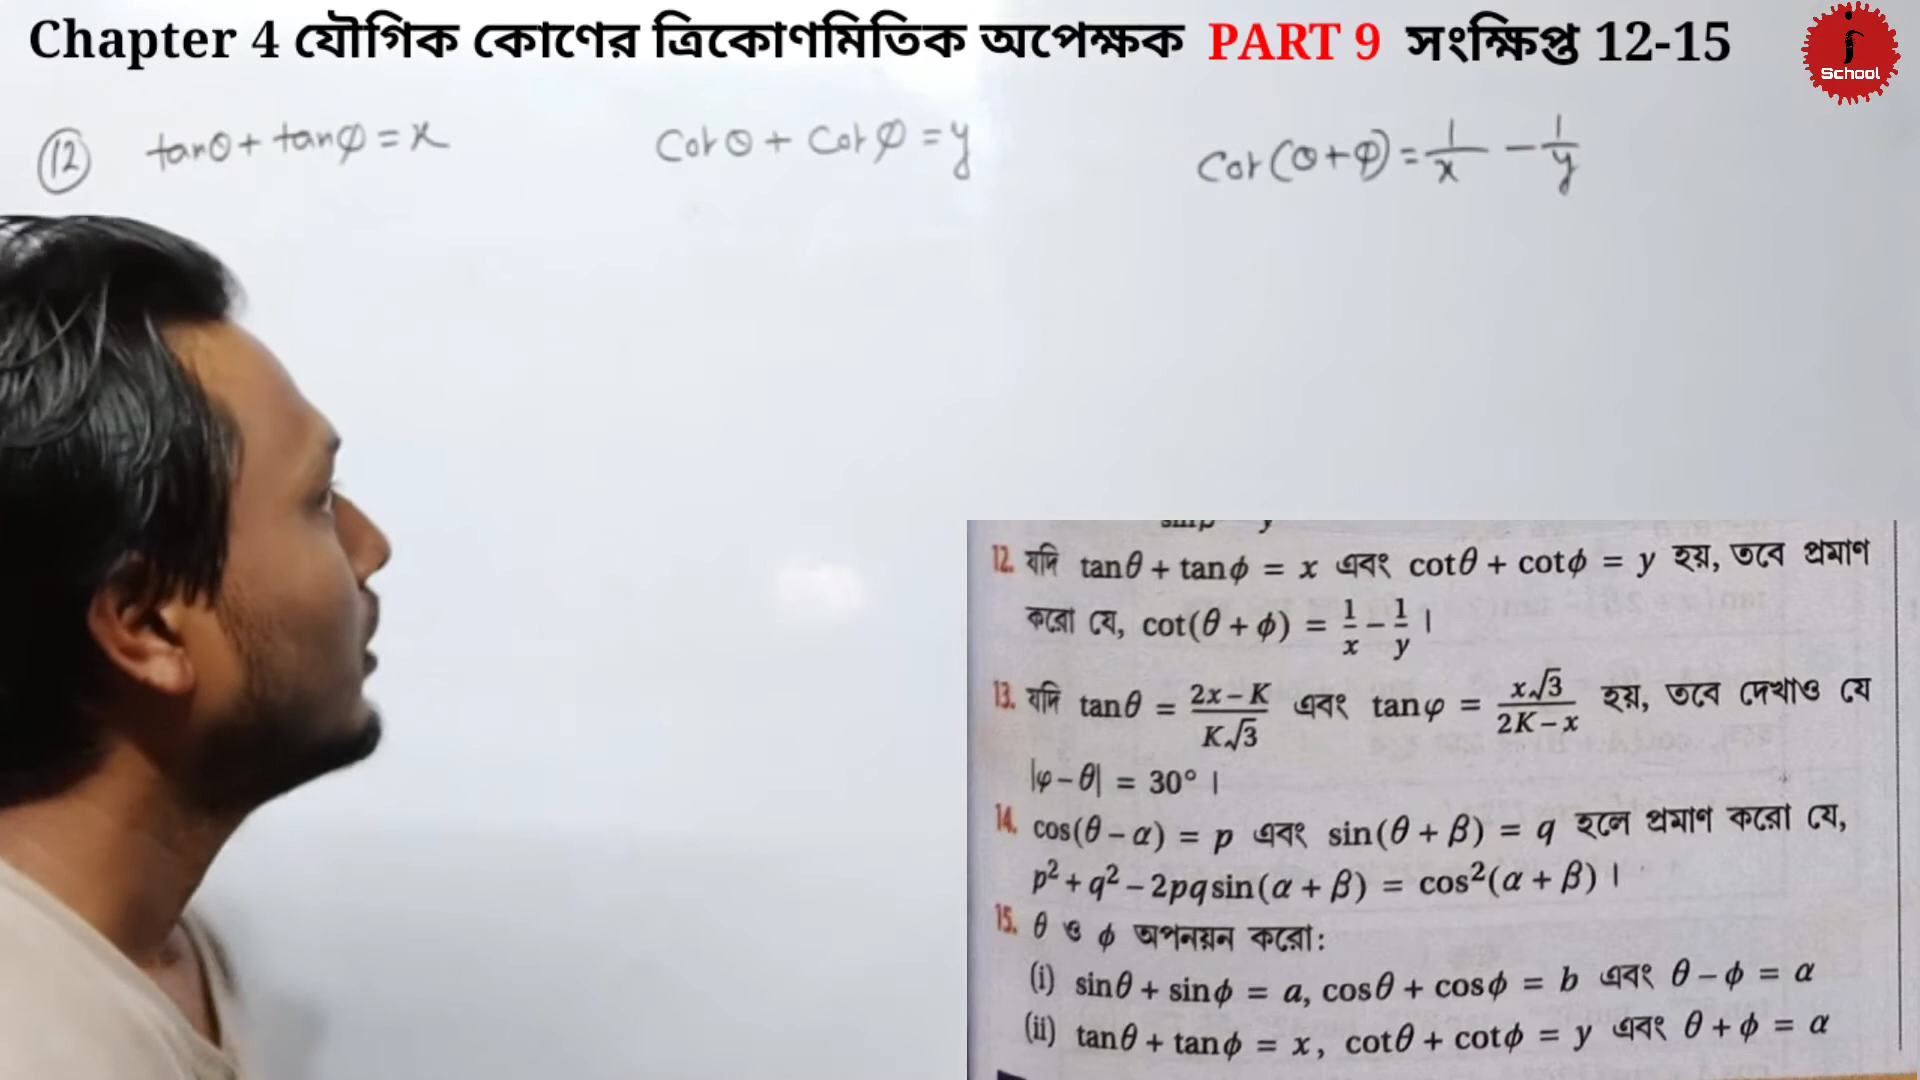 Chapter 4 যৌগিক কোণের ত্রিকোণমিতিক অপেক্ষক PART 9 সংক্ষিপ্ত 12-15
School
(12) tanθ + tanφ = x cotθ + cotφ = y cot(θ+φ) = 1/x - 1/y
12. যদি tanθ + tanϕ = x এবং cotθ + cotϕ = y হয়, তবে প্রমাণ
করো যে, cot(θ + ϕ) = 1/x - 1/y ।
13. যদি tanθ = (2x - K)/(K√3) এবং tanφ = (x√3)/(2K - x) হয়, তবে দেখাও যে
|φ - θ| = 30° ।
14. cos(θ - α) = p এবং sin(θ + β) = q হলে প্রমাণ করো যে,
p² + q² - 2pq sin(α + β) = cos²(α + β) ।
15. θ ও ϕ অপনয়ন করো:
(i) sinθ + sinϕ = a, cosθ + cosϕ = b এবং θ - ϕ = α
(ii) tanθ + tanϕ = x, cotθ + cotϕ = y এবং θ + ϕ = α